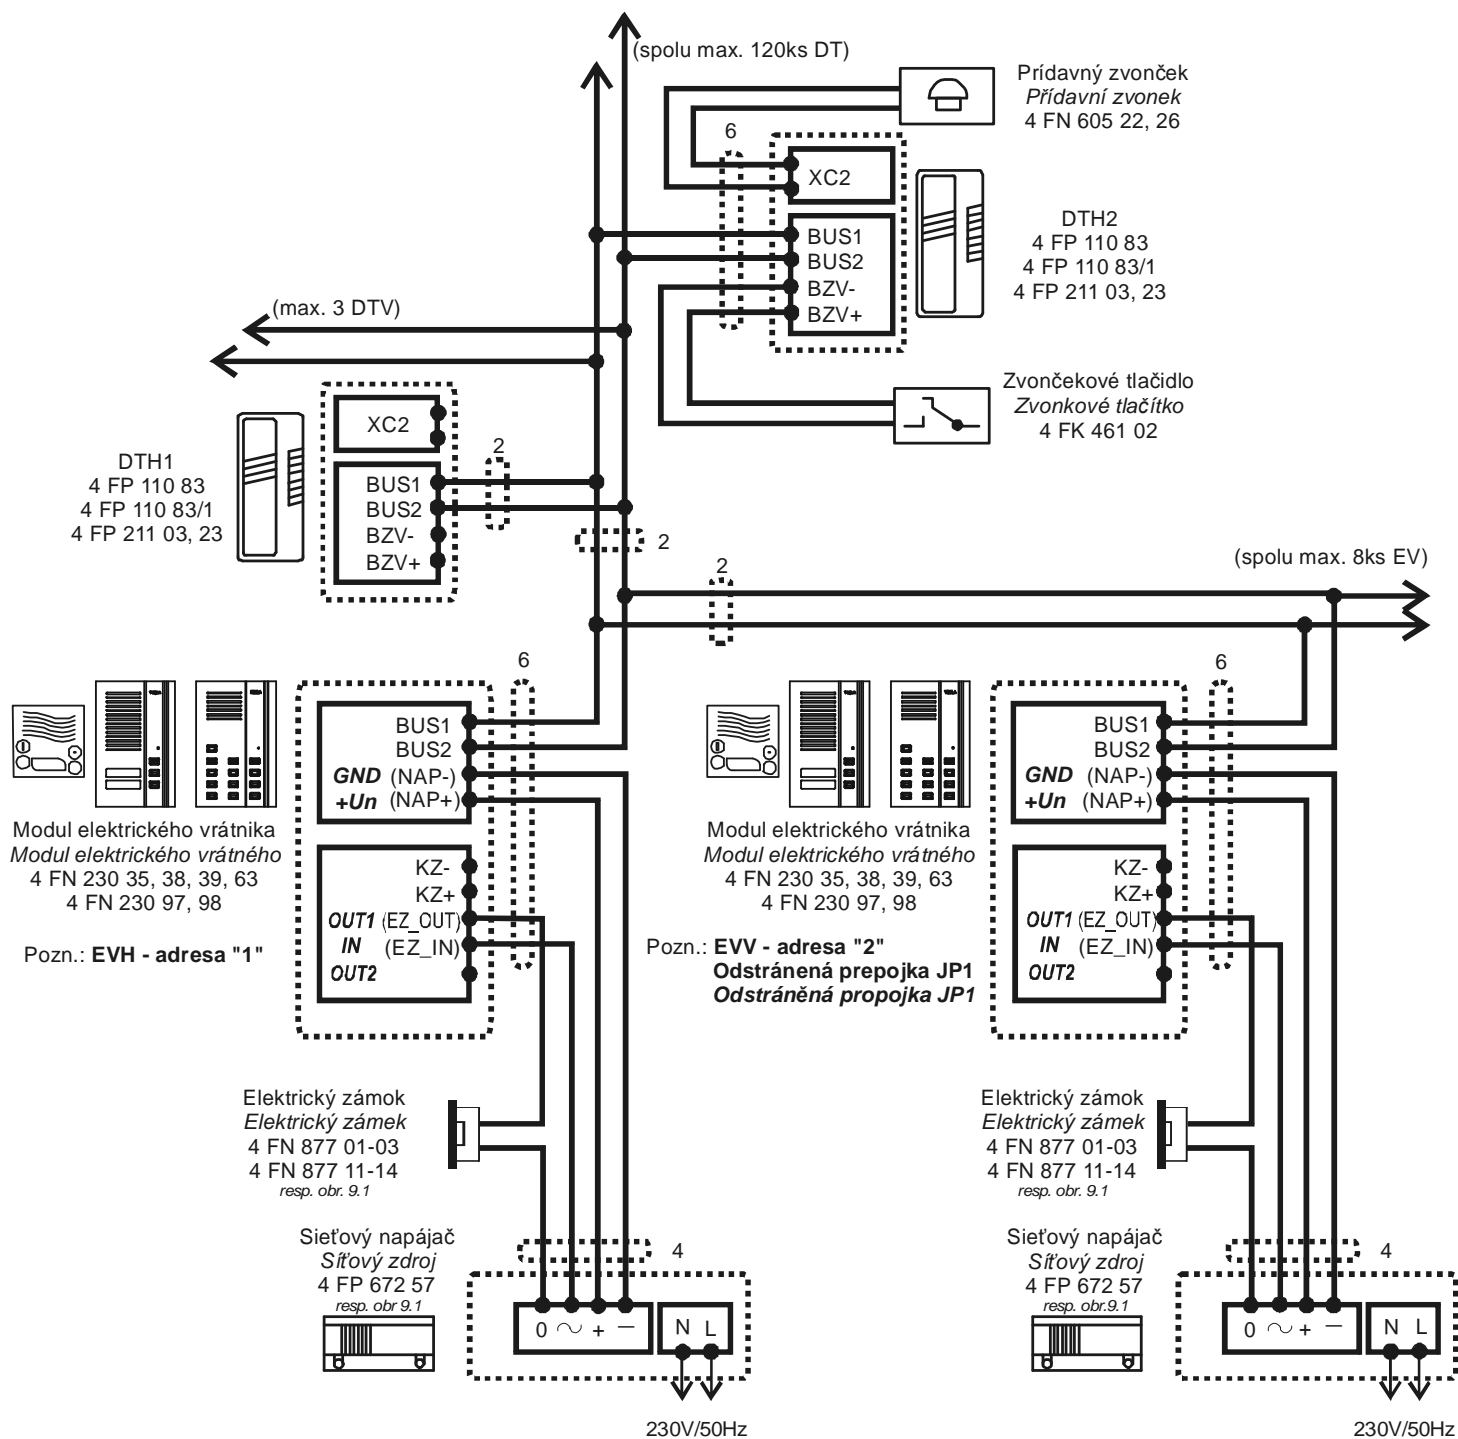 (spolu max. 120ks DT)
Prídavný zvonček
Přídavní zvonek
4 FN 605 22, 26
6
XC2
BUS1
BUS2
BZV-
BZV+
DTH2
4 FP 110 83
4 FP 110 83/1
4 FP 211 03, 23
(max. 3 DTV)
Zvončekové tlačidlo
Zvonkové tlačítko
4 FK 461 02
XC2
BUS1
BUS2
BZV-
BZV+
2
DTH1
4 FP 110 83
4 FP 110 83/1
4 FP 211 03, 23
2
2
(spolu max. 8ks EV)
6
BUS1
BUS2
GND (NAP-)
+Un (NAP+)
KZ-
KZ+
OUT1 (EZ_OUT)
IN (EZ_IN)
OUT2
Modul elektrického vrátnika
Modul elektrického vrátného
4 FN 230 35, 38, 39, 63
4 FN 230 97, 98
Pozn.: EVH - adresa "1"
6
BUS1
BUS2
GND (NAP-)
+Un (NAP+)
KZ-
KZ+
OUT1 (EZ_OUT)
IN (EZ_IN)
OUT2
Modul elektrického vrátnika
Modul elektrického vrátného
4 FN 230 35, 38, 39, 63
4 FN 230 97, 98
Pozn.: EVV - adresa "2"
Odstránená prepojka JP1
Odstráněná propojka JP1
Elektrický zámok
Elektrický zámek
4 FN 877 01-03
4 FN 877 11-14
resp. obr. 9.1
Sieťový napájač
Síťový zdroj
4 FP 672 57
resp. obr 9.1
4
0 ~ + —
N L
230V/50Hz
Elektrický zámok
Elektrický zámek
4 FN 877 01-03
4 FN 877 11-14
resp. obr. 9.1
Sieťový napájač
Síťový zdroj
4 FP 672 57
resp. obr.9.1
4
0 ~ + —
N L
230V/50Hz